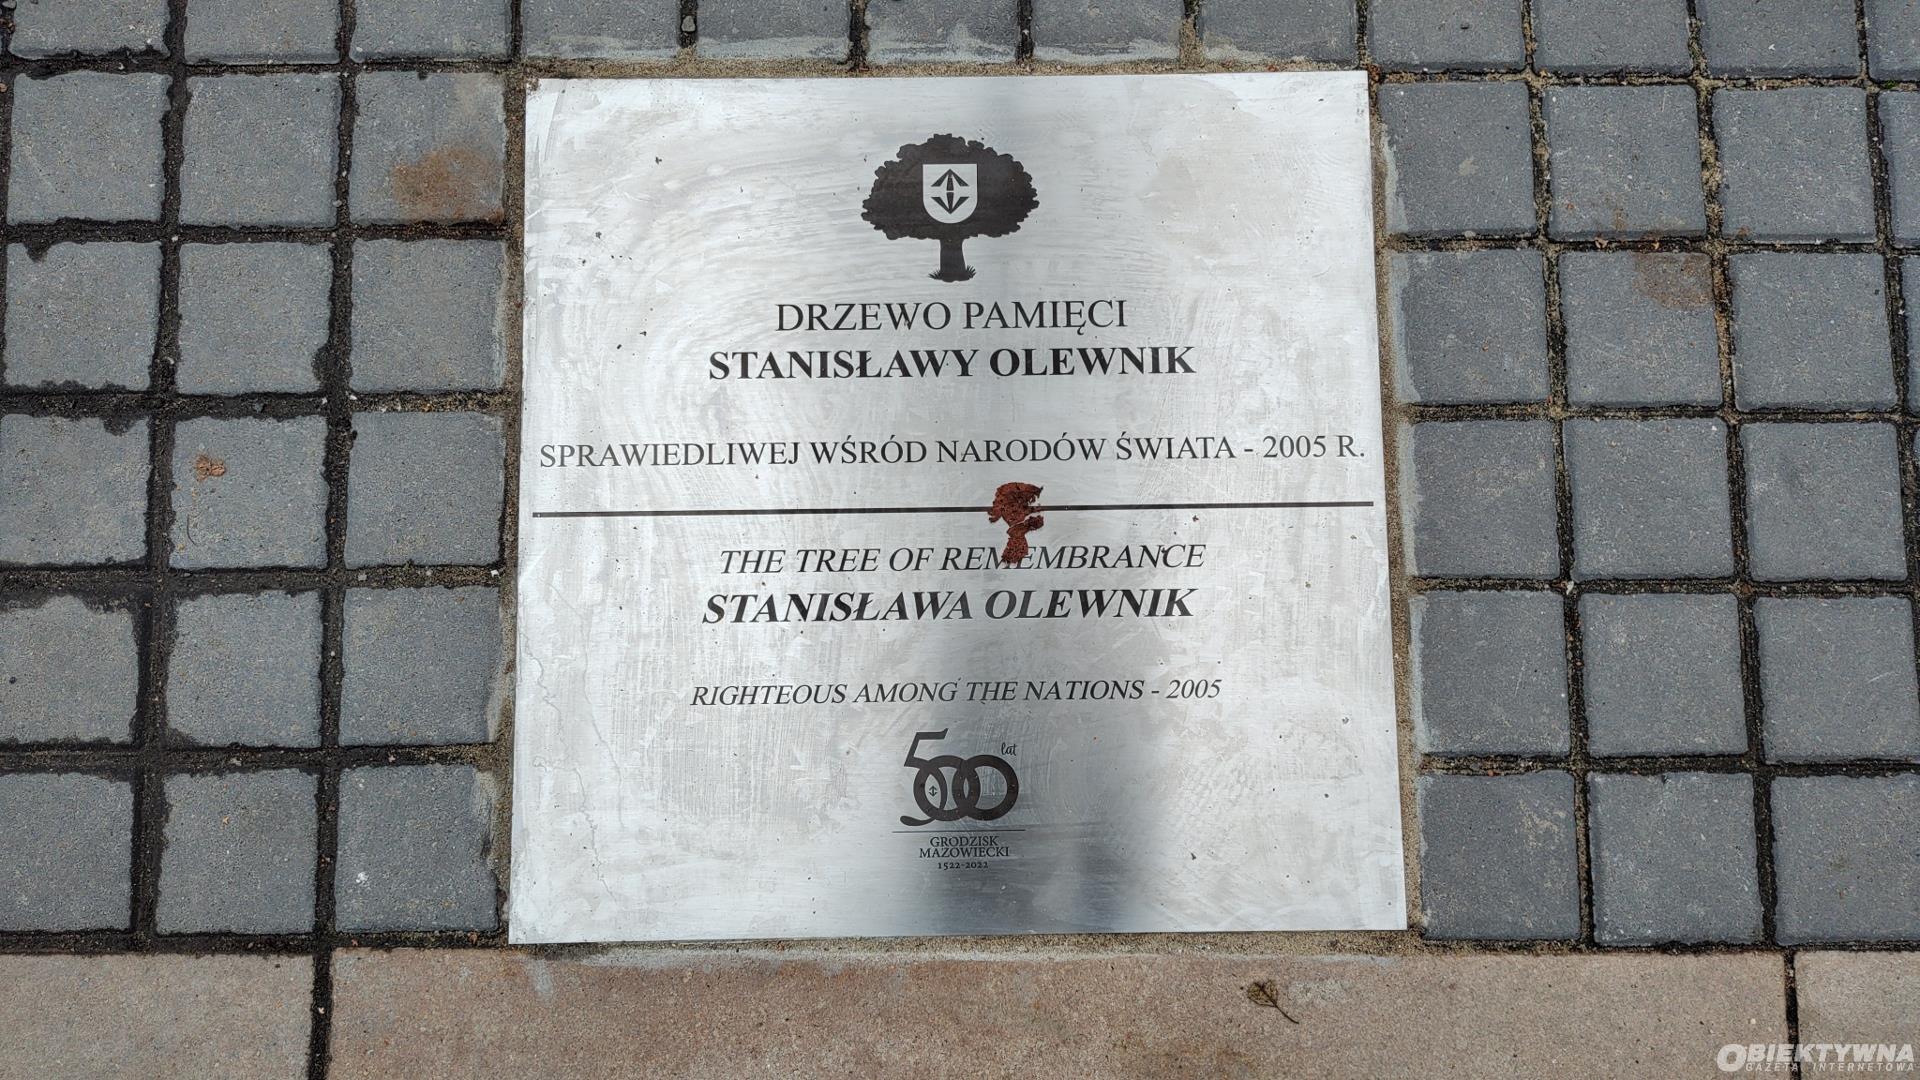 DRZEWO PAMIĘCI
STANISŁAWY OLEWNIK
SPRAWIEDLIWEJ WŚRÓD NARODÓW ŚWIATA - 2005 R.
THE TREE OF REMEMBRANCE
STANISŁAWA OLEWNIK
RIGHTEOUS AMONG THE NATIONS - 2005
500 lat
GRODZISK
MAZOWIECKI
1522-2022
OBIEKTYWNA
GAZETA INTERNETOWA